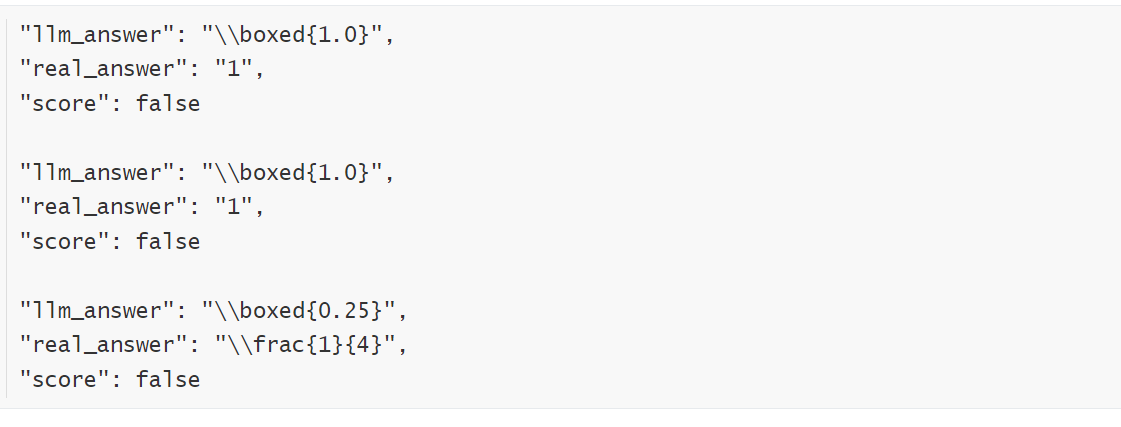 "llm_answer": "\\boxed{1.0}",
"real_answer": "1",
"score": false
"llm_answer": "\\boxed{1.0}",
"real_answer": "1",
"score": false
"llm_answer": "\\boxed{0.25}",
"real_answer": "\\frac{1}{4}",
"score": false